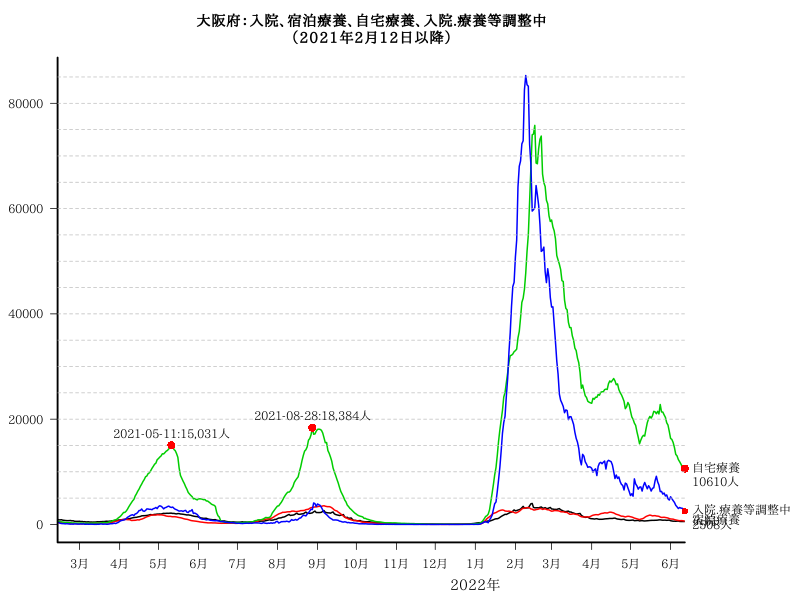 大阪府：入院、宿泊療養、自宅療養、入院.療養等調整中
（2021年2月12日以降）
80000
60000
40000
20000
0
2021-05-11:15,031人
2021-08-28:18,384人
自宅療養
10610人
入院.療養等調整中
3月 4月 5月 6月 7月 8月 9月 10月 11月 12月 1月 2月 3月 4月 5月 6月
2022年